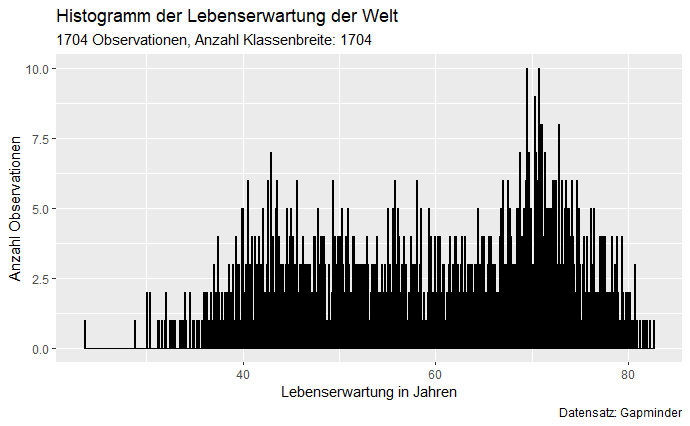 Histogramm der Lebenserwartung der Welt
1704 Observationen, Anzahl Klassenbreite: 1704
10.0
7.5
5.0
2.5
0.0
Anzahl Observationen
40
60
80
Lebenserwartung in Jahren
Datensatz: Gapminder